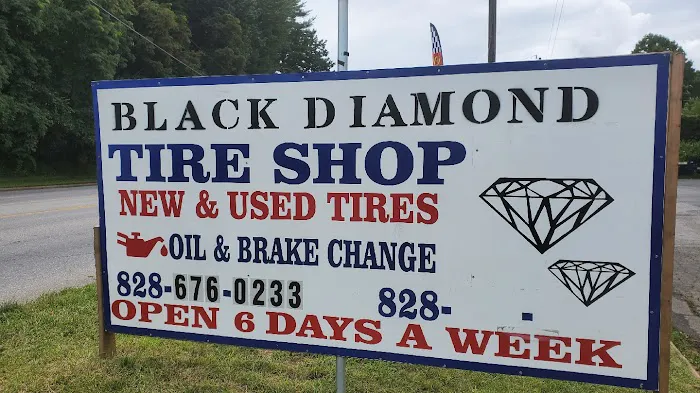 BLACK DIAMOND
TIRE SHOP
NEW & USED TIRES
OIL & BRAKE CHANGE
828-676-0233 828- -
OPEN 6 DAYS A WEEK